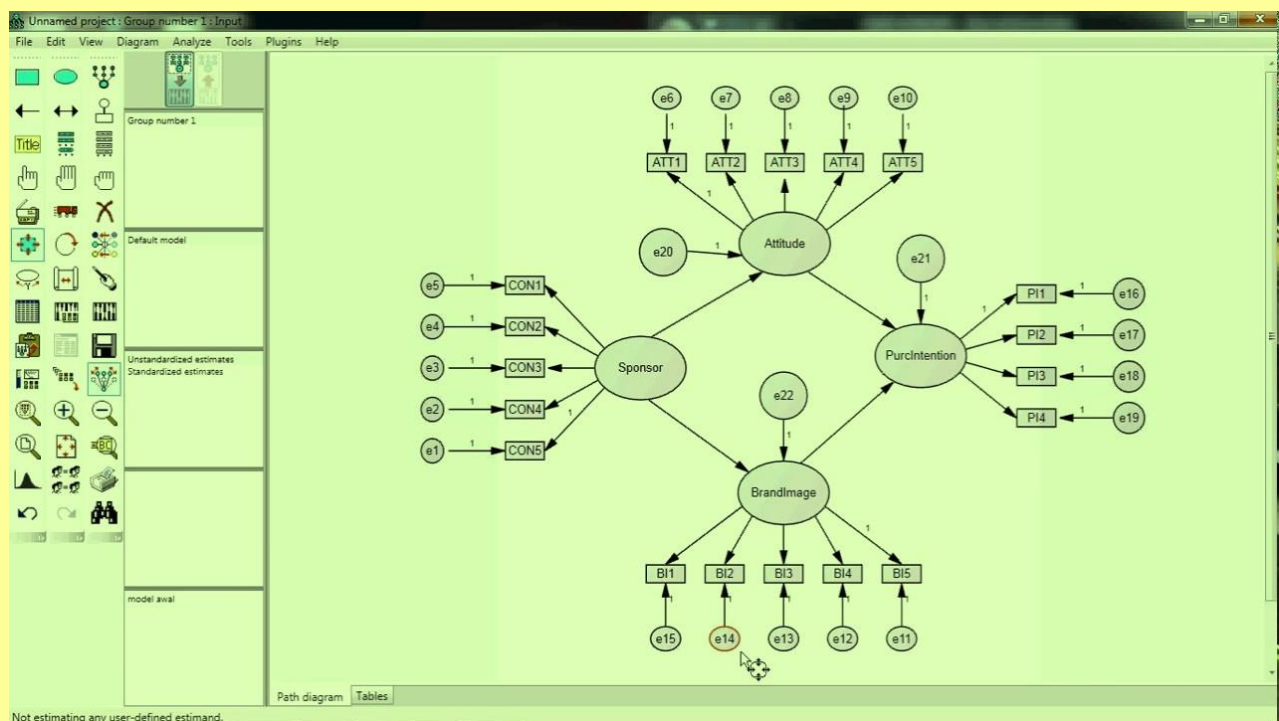 Unnamed project : Group number 1 : Input
File Edit View Diagram Analyze Tools Plugins Help
Title
Group number 1
Default model
Unstandardized estimates
Standardized estimates
model awal
e6 e7 e8 e9 e10
1 1 1 1 1
ATT1 ATT2 ATT3 ATT4 ATT5
1
e20 1 Attitude
e21
1
e5 1 CON1
e4 1 CON2
e3 1 CON3
e2 1 CON4
e1 1 CON5
1
Sponsor
PurcIntention
1
PI1 1 e16
PI2 1 e17
PI3 1 e18
PI4 1 e19
e22
1
BrandImage
1
BI1 BI2 BI3 BI4 BI5
1 1 1 1 1
e15 e14 e13 e12 e11
Path diagram Tables
Not estimating any user-defined estimand.